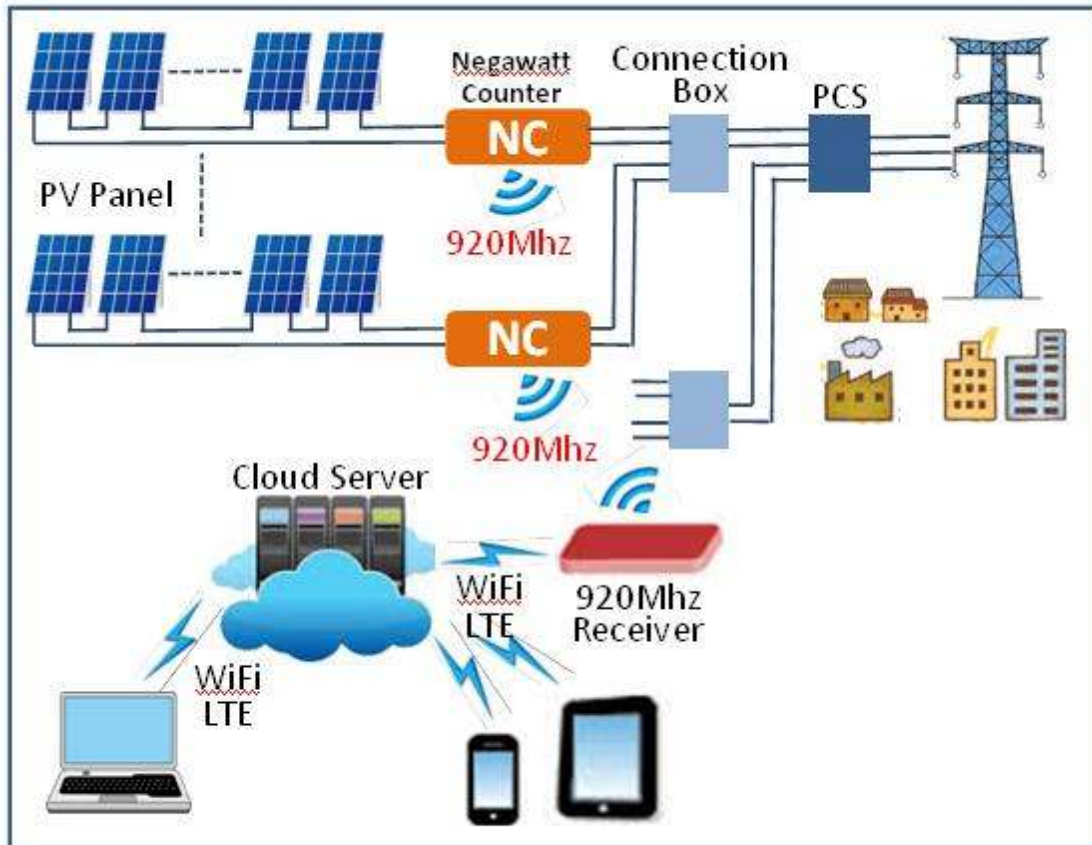 Negawatt
Counter
Connection
Box
PCS
NC
PV Panel
920Mhz
NC
920Mhz
Cloud Server
WiFi
LTE
920Mhz
Receiver
WiFi
LTE